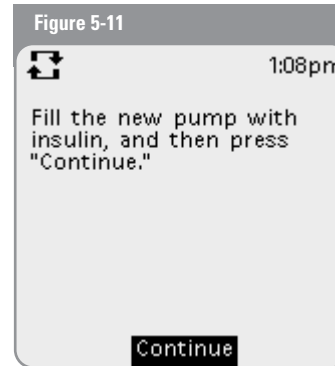 Figure 5-11
1:08pm
Fill the new pump with
insulin, and then press
"Continue."
Continue